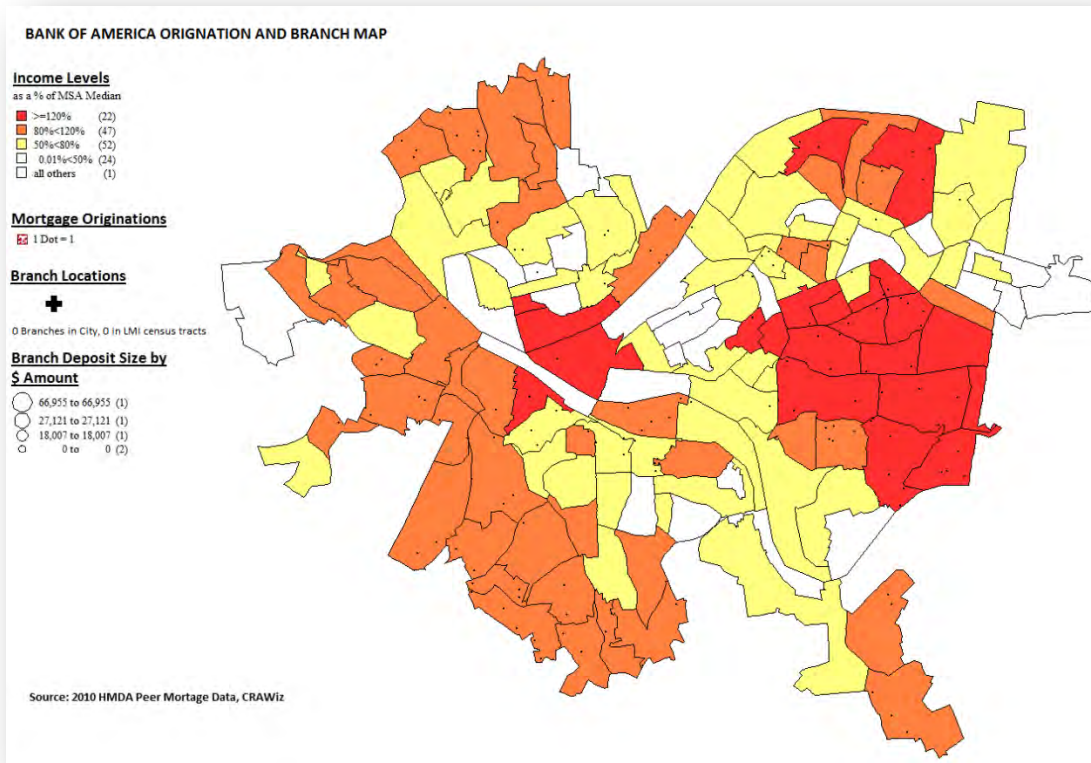 BANK OF AMERICA ORIGNATION AND BRANCH MAP
Income Levels
as a % of MSA Median
>=120% (22)
80%<120% (47)
50%<80% (52)
0.01%<50% (24)
all others (1)
Mortgage Originations
1 Dot = 1
Branch Locations
0 Branches in City, 0 in LMI census tracts
Branch Deposit Size by
$ Amount
66,955 to 66,955 (1)
27,121 to 27,121 (1)
18,007 to 18,007 (1)
0 to 0 (2)
Source: 2010 HMDA Peer Mortage Data, CRAWiz